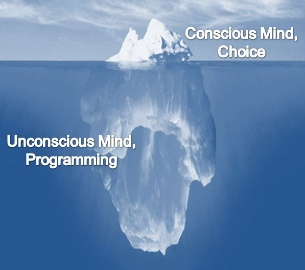 Conscious Mind,
Choice
Unconscious Mind,
Programming